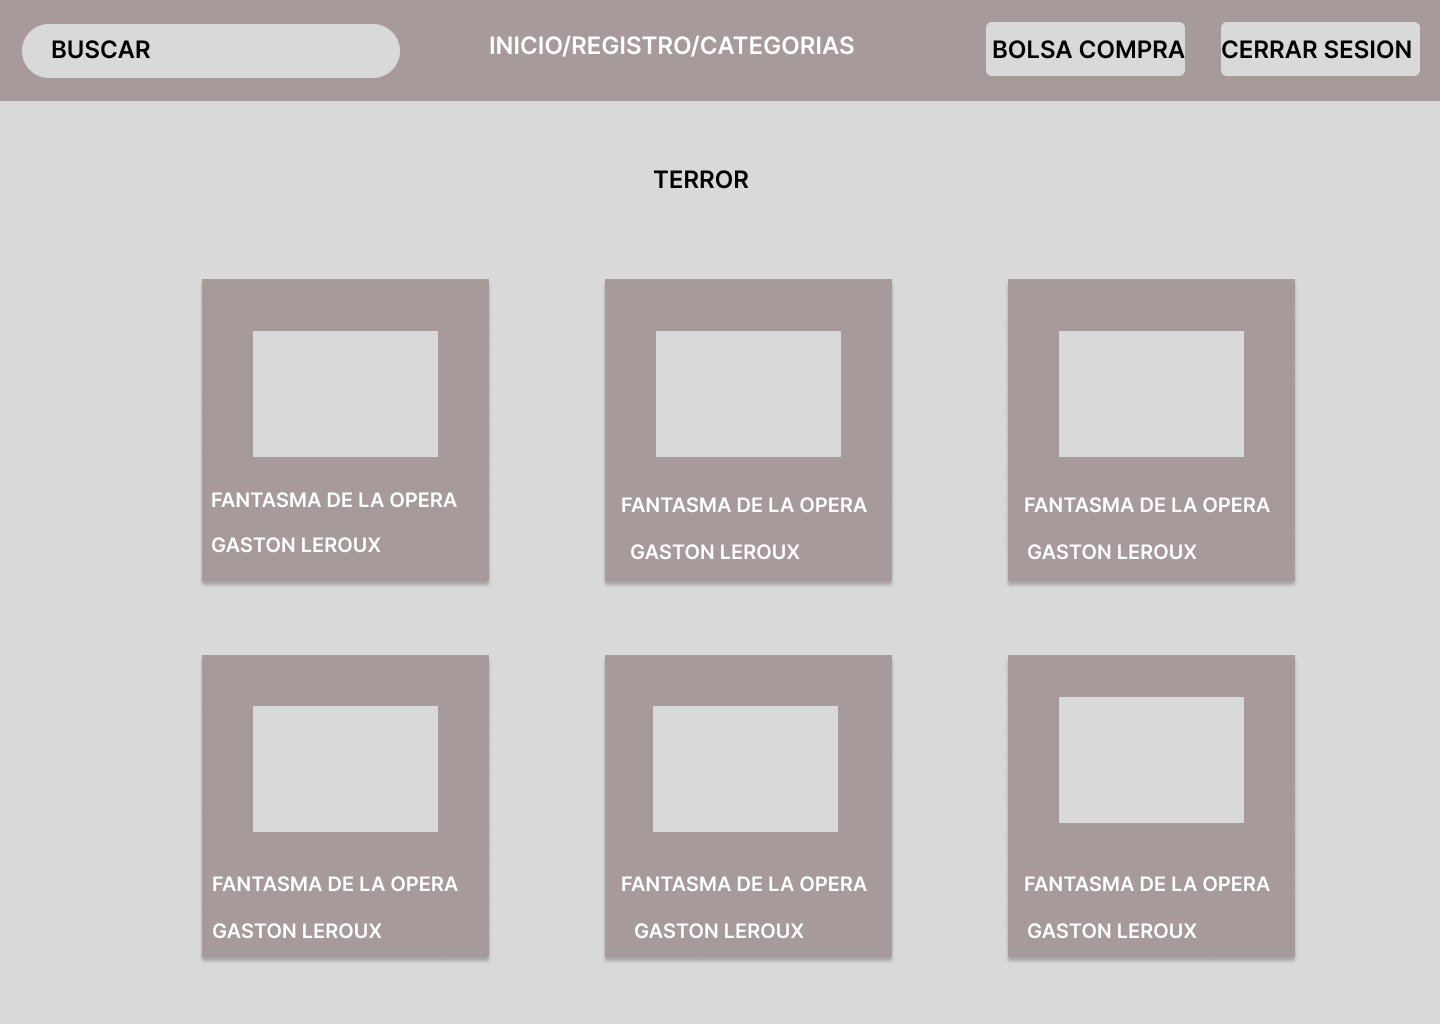 BUSCAR
INICIO/REGISTRO/CATEGORIAS
BOLSA COMPRA
CERRAR SESION
TERROR
FANTASMA DE LA OPERA
GASTON LEROUX
FANTASMA DE LA OPERA
GASTON LEROUX
FANTASMA DE LA OPERA
GASTON LEROUX
FANTASMA DE LA OPERA
GASTON LEROUX
FANTASMA DE LA OPERA
GASTON LEROUX
FANTASMA DE LA OPERA
GASTON LEROUX